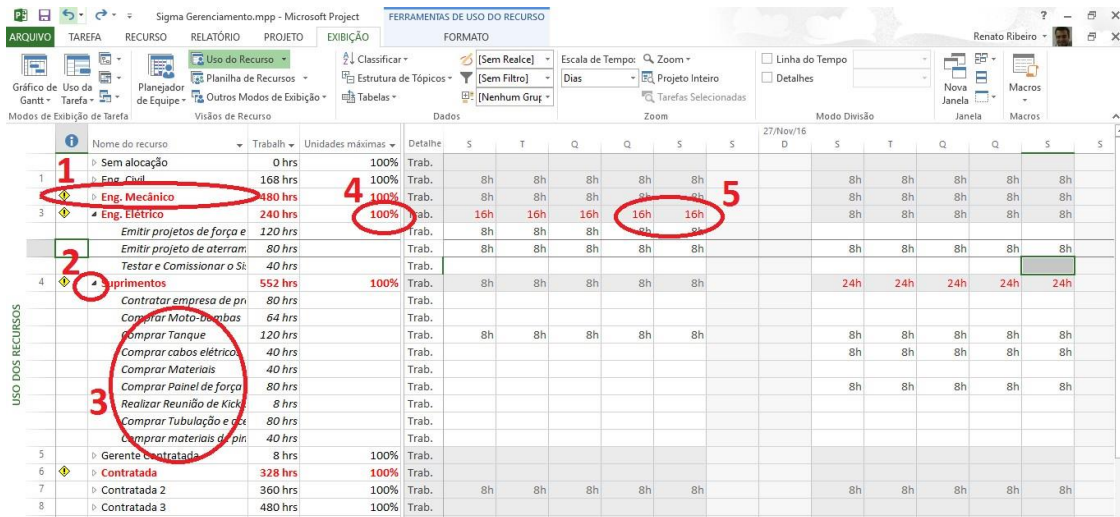 Sigma Gerenciamento.mpp - Microsoft Project FERRAMENTAS DE USO DO RECURSO ?
ARQUIVO TAREFA RECURSO RELATÓRIO PROJETO EXIBIÇÃO FORMATO Renato Ribeiro
Gráfico de Gantt
Uso da Tarefa
Modos de Exibição de Tarefa
Planejador de Equipe
Uso do Recurso
Planilha de Recursos
Outros Modos de Exibição
Visões de Recurso
Classificar
Estrutura de Tópicos
Tabelas
[Sem Realce]
[Sem Filtro]
[Nenhum Grup
Dados
Escala de Tempo:
Dias
Zoom
Projeto Inteiro
Tarefas Selecionadas
Zoom
Linha do Tempo
Detalhes
Modo Divisão
Nova Janela
Janela
Macros
Macros
27/Nov/16
Nome do recurso Trabalh Unidades máximas Detalhe S T Q Q S S D S T Q Q S S
Sem alocação 0 hrs 100% Trab.
1 Eng. Civil 168 hrs 100% Trab. 8h 8h 8h 8h 8h 8h 8h 8h 8h 8h
Eng. Mecânico 480 hrs 100% Trab. 8h 8h 8h 8h 8h 8h 8h 8h 8h 8h
3 Eng. Elétrico 240 hrs 100% Trab. 16h 16h 16h 16h 16h 8h 8h 8h 8h 8h
Emitir projetos de força e 120 hrs Trab. 8h 8h 8h 8h 8h
Emitir projeto de aterram 80 hrs Trab. 8h 8h 8h 8h 8h 8h 8h 8h 8h 8h
Testar e Comissionar o Si 40 hrs Trab.
4 Suprimentos 552 hrs 100% Trab. 8h 8h 8h 8h 8h 24h 24h 24h 24h 24h
Contratar empresa de pr 80 hrs Trab.
Comprar Moto-bombas 64 hrs Trab.
Comprar Tanque 120 hrs Trab. 8h 8h 8h 8h 8h 8h 8h 8h 8h 8h
Comprar cabos elétricos 40 hrs Trab. 8h 8h 8h 8h 8h
Comprar Materiais 40 hrs Trab.
Comprar Painel de força 80 hrs Trab. 8h 8h 8h 8h 8h
Realizar Reunião de Kick 8 hrs Trab.
Comprar Tubulação e ace 80 hrs Trab.
Comprar materiais de pin 40 hrs Trab.
5 Gerente Contratada 8 hrs 100% Trab.
6 Contratada 328 hrs 100% Trab.
7 Contratada 2 360 hrs 100% Trab. 8h 8h 8h 8h 8h 8h 8h 8h 8h 8h
8 Contratada 3 480 hrs 100% Trab.
USO DOS RECURSOS
1
2
3
4
5